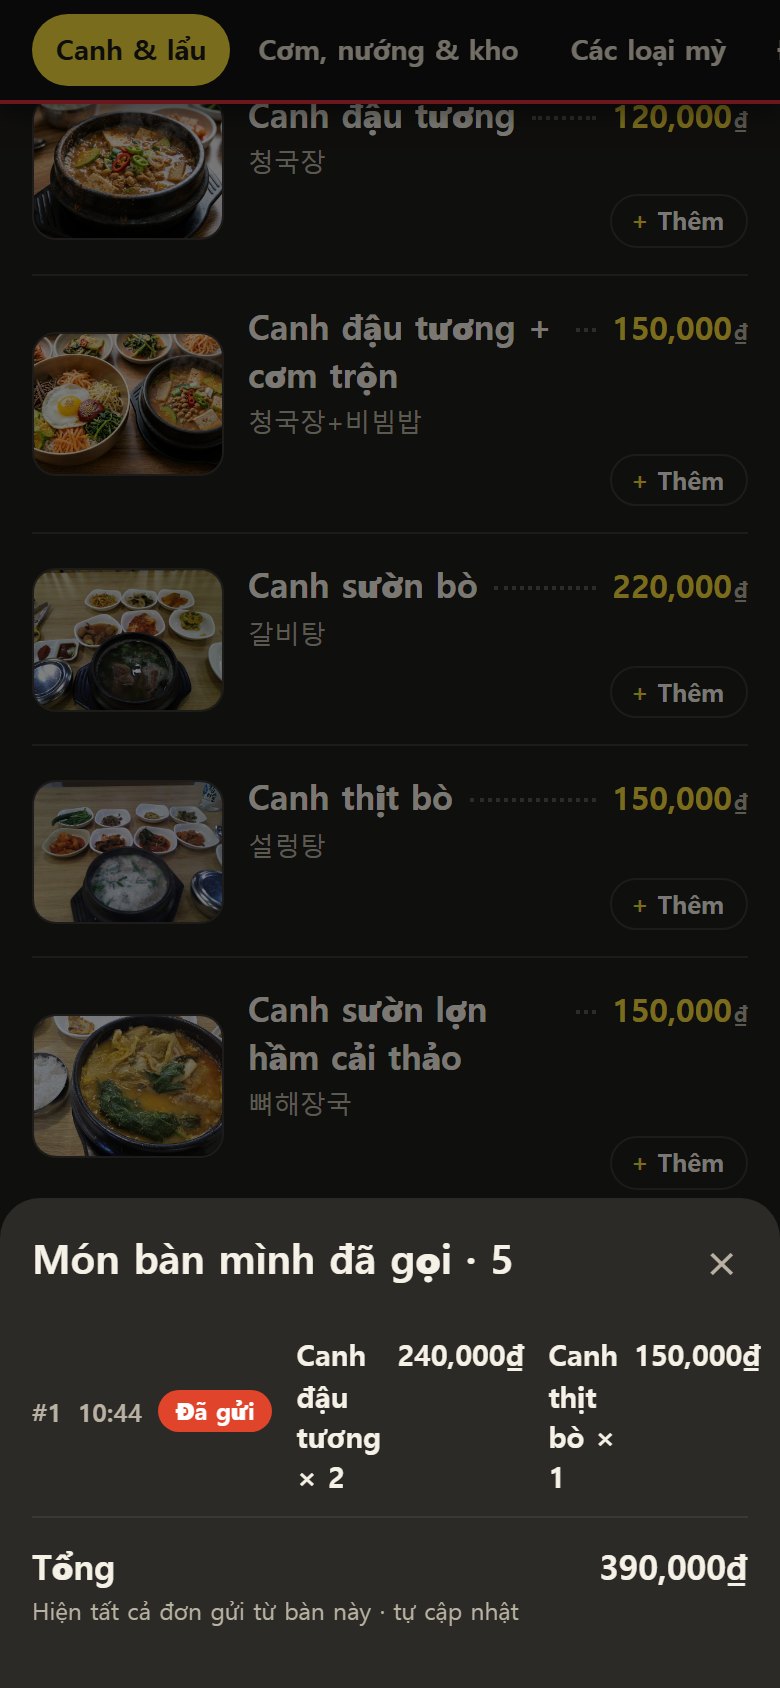 Canh & lẩu Cơm, nướng & kho Các loại mỳ
Canh đậu tương 120,000₫
청국장
+ Thêm
Canh đậu tương + 150,000₫
cơm trộn
청국장+비빔밥
+ Thêm
Canh sườn bò 220,000₫
갈비탕
+ Thêm
Canh thịt bò 150,000₫
설렁탕
+ Thêm
Canh sườn lợn 150,000₫
hầm cải thảo
뼈해장국
+ Thêm
Món bàn mình đã gọi · 5 ×
#1 10:44 Đã gửi
Canh đậu tương × 2 240,000₫
Canh thịt bò × 1 150,000₫
Tổng 390,000₫
Hiện tất cả đơn gửi từ bàn này · tự cập nhật